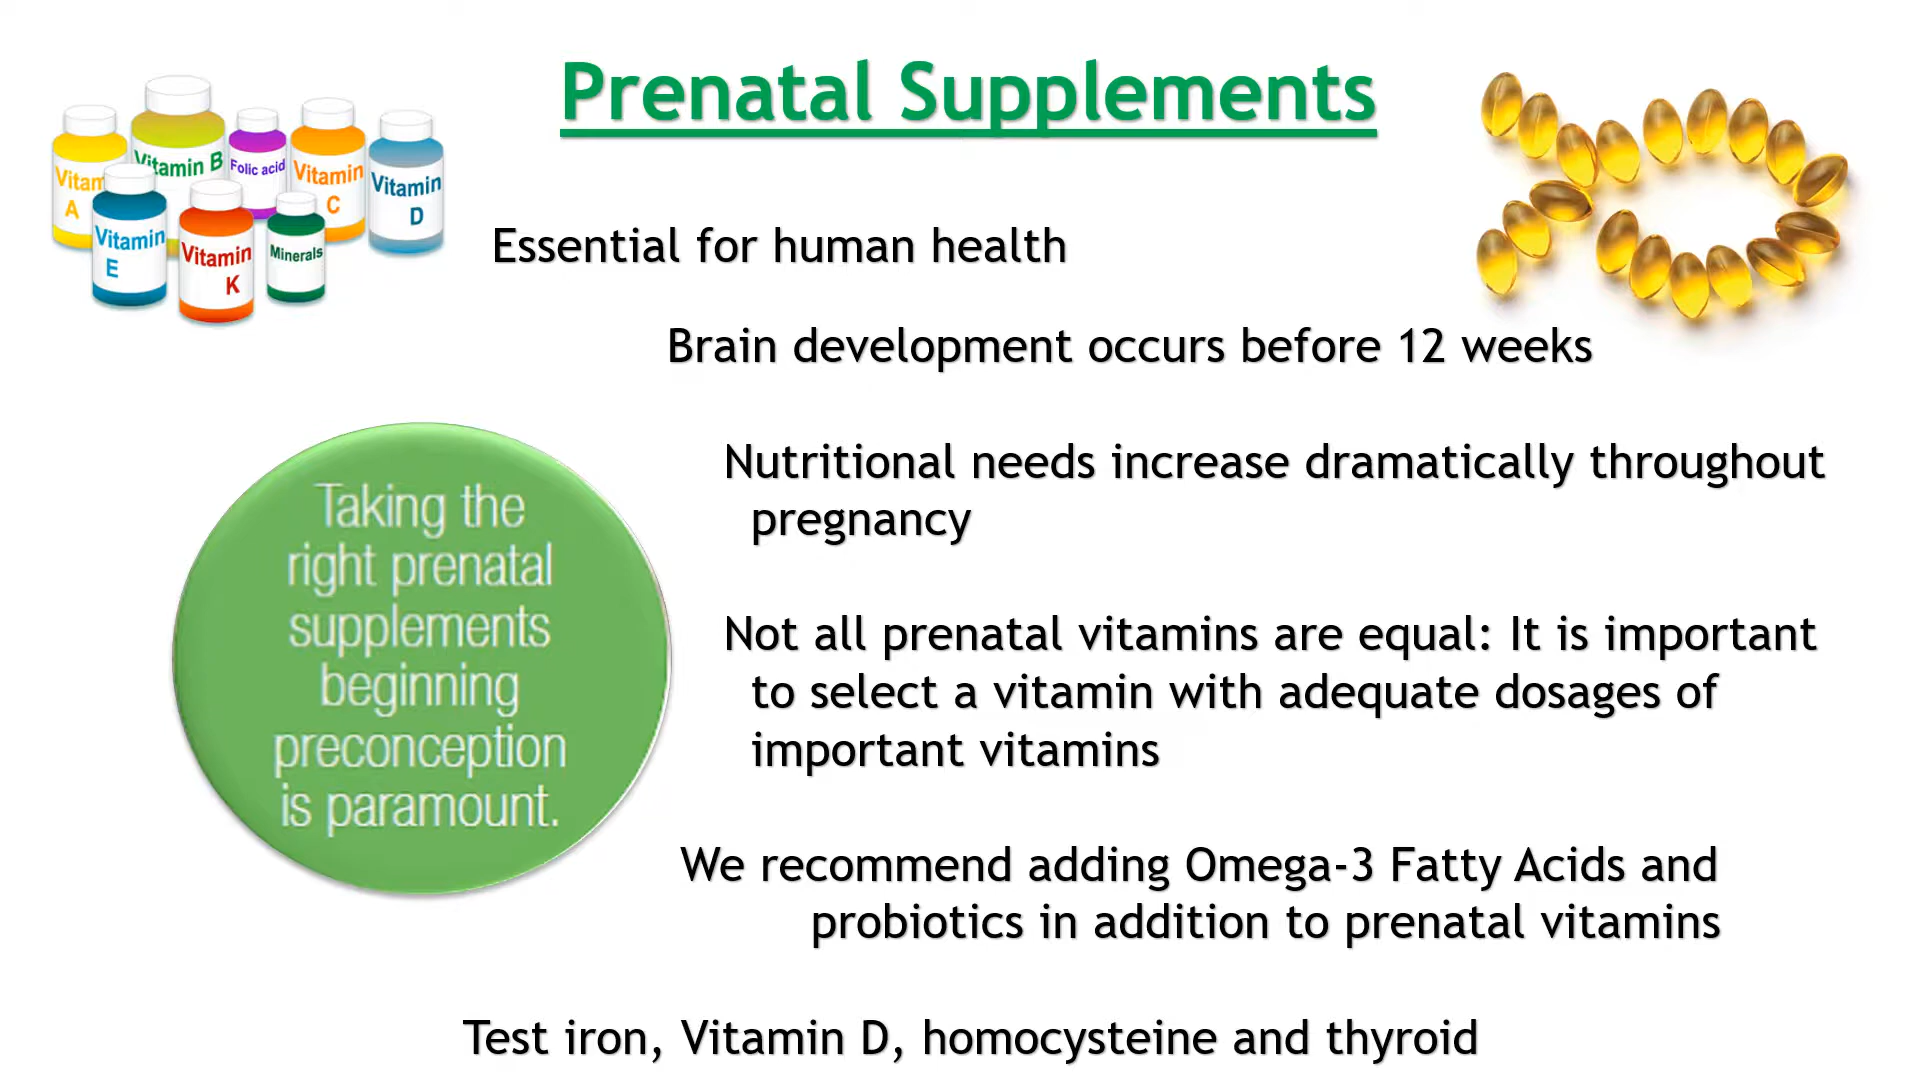 Prenatal Supplements
Vitamin B
Folic acid
Vitam
A
Vitamin
C
Vitamin
D
Vitamin
E
Vitamin
K
Minerals
Essential for human health
Brain development occurs before 12 weeks
Nutritional needs increase dramatically throughout
pregnancy
Taking the
right prenatal
supplements
beginning
preconception
is paramount.
Not all prenatal vitamins are equal: It is important
to select a vitamin with adequate dosages of
important vitamins
We recommend adding Omega-3 Fatty Acids and
probiotics in addition to prenatal vitamins
Test iron, Vitamin D, homocysteine and thyroid